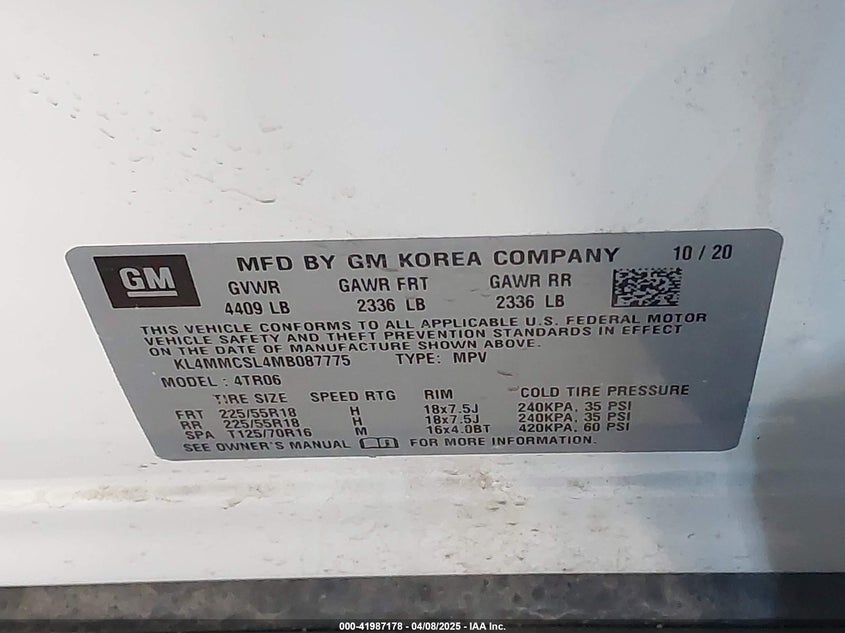 GM
MFD BY GM KOREA COMPANY 10 / 20
GVWR GAWR FRT GAWR RR
4409 LB 2336 LB 2336 LB
THIS VEHICLE CONFORMS TO ALL APPLICABLE U.S. FEDERAL MOTOR
VEHICLE SAFETY AND THEFT PREVENTION STANDARDS IN EFFECT
ON THE DATE OF MANUFACTURE SHOWN ABOVE.
KL4MMCSL4MB087775 TYPE: MPV
MODEL : 4TR06
TIRE SIZE SPEED RTG RIM COLD TIRE PRESSURE
FRT 225/55R18 H 18x7.5J 240KPA, 35 PSI
RR 225/55R18 H 18x7.5J 240KPA, 35 PSI
SPA T125/70R16 M 16x4.0BT 420KPA, 60 PSI
SEE OWNER'S MANUAL FOR MORE INFORMATION.
000-41987178 - 04/08/2025 - IAA Inc.